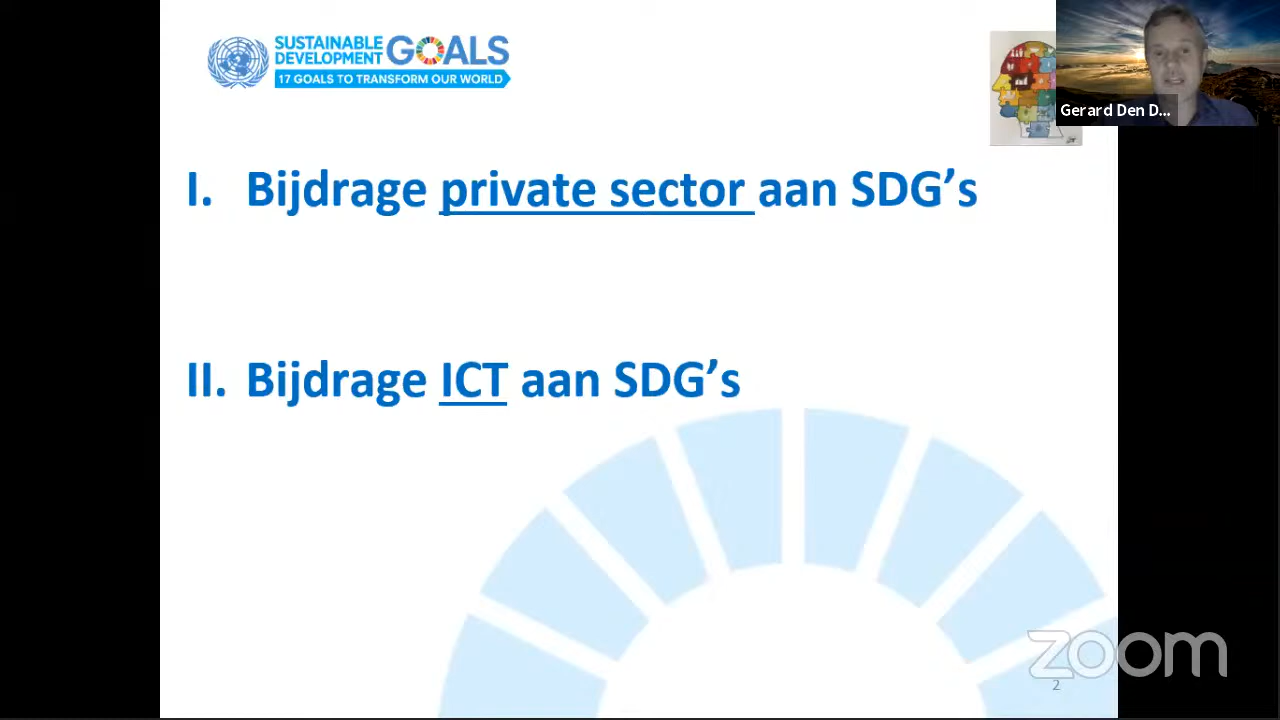 SUSTAINABLE
DEVELOPMENT
GOALS
17 GOALS TO TRANSFORM OUR WORLD
Gerard Den D...
I. Bijdrage private sector aan SDG's
II. Bijdrage ICT aan SDG's
zoom
2